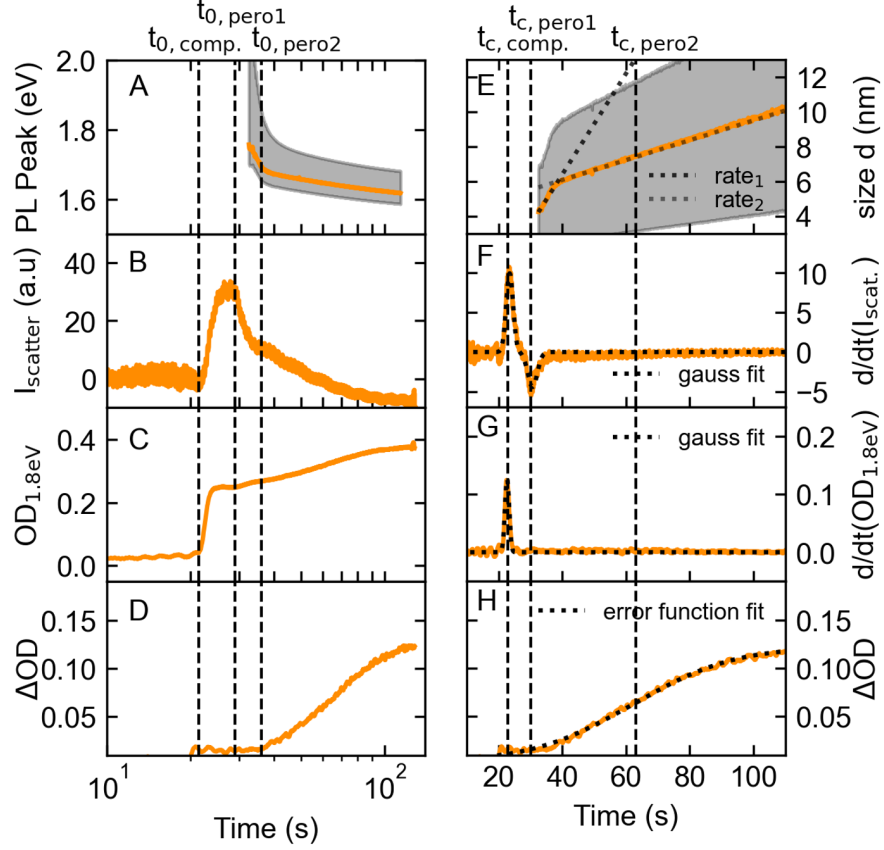 t0, pero1
t0, comp.
t0, pero2
tc, pero1
tc, comp.
tc, pero2
A
2.0
1.8
1.6
PL Peak (eV)
E
12
10
8
6
4
size d (nm)
rate1
rate2
B
40
20
0
Iscatter (a.u)
F
10
5
0
−5
d/dt(Iscat.)
gauss fit
C
0.4
0.2
0.0
OD1.8eV
G
gauss fit
0.2
0.1
0.0
d/dt(OD1.8eV)
D
0.15
0.10
0.05
ΔOD
H
error function fit
0.15
0.10
0.05
ΔOD
10^1
10^2
Time (s)
20 40 60 80 100
Time (s)